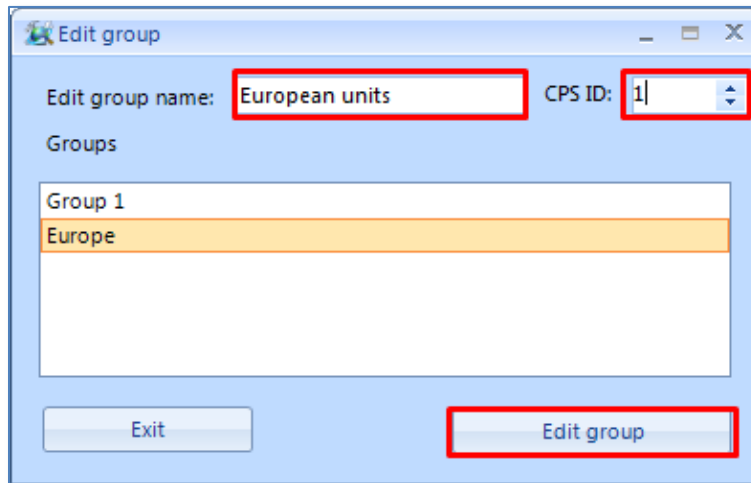 Edit group
Edit group name: European units CPS ID: 1
Groups
Group 1
Europe
Exit Edit group